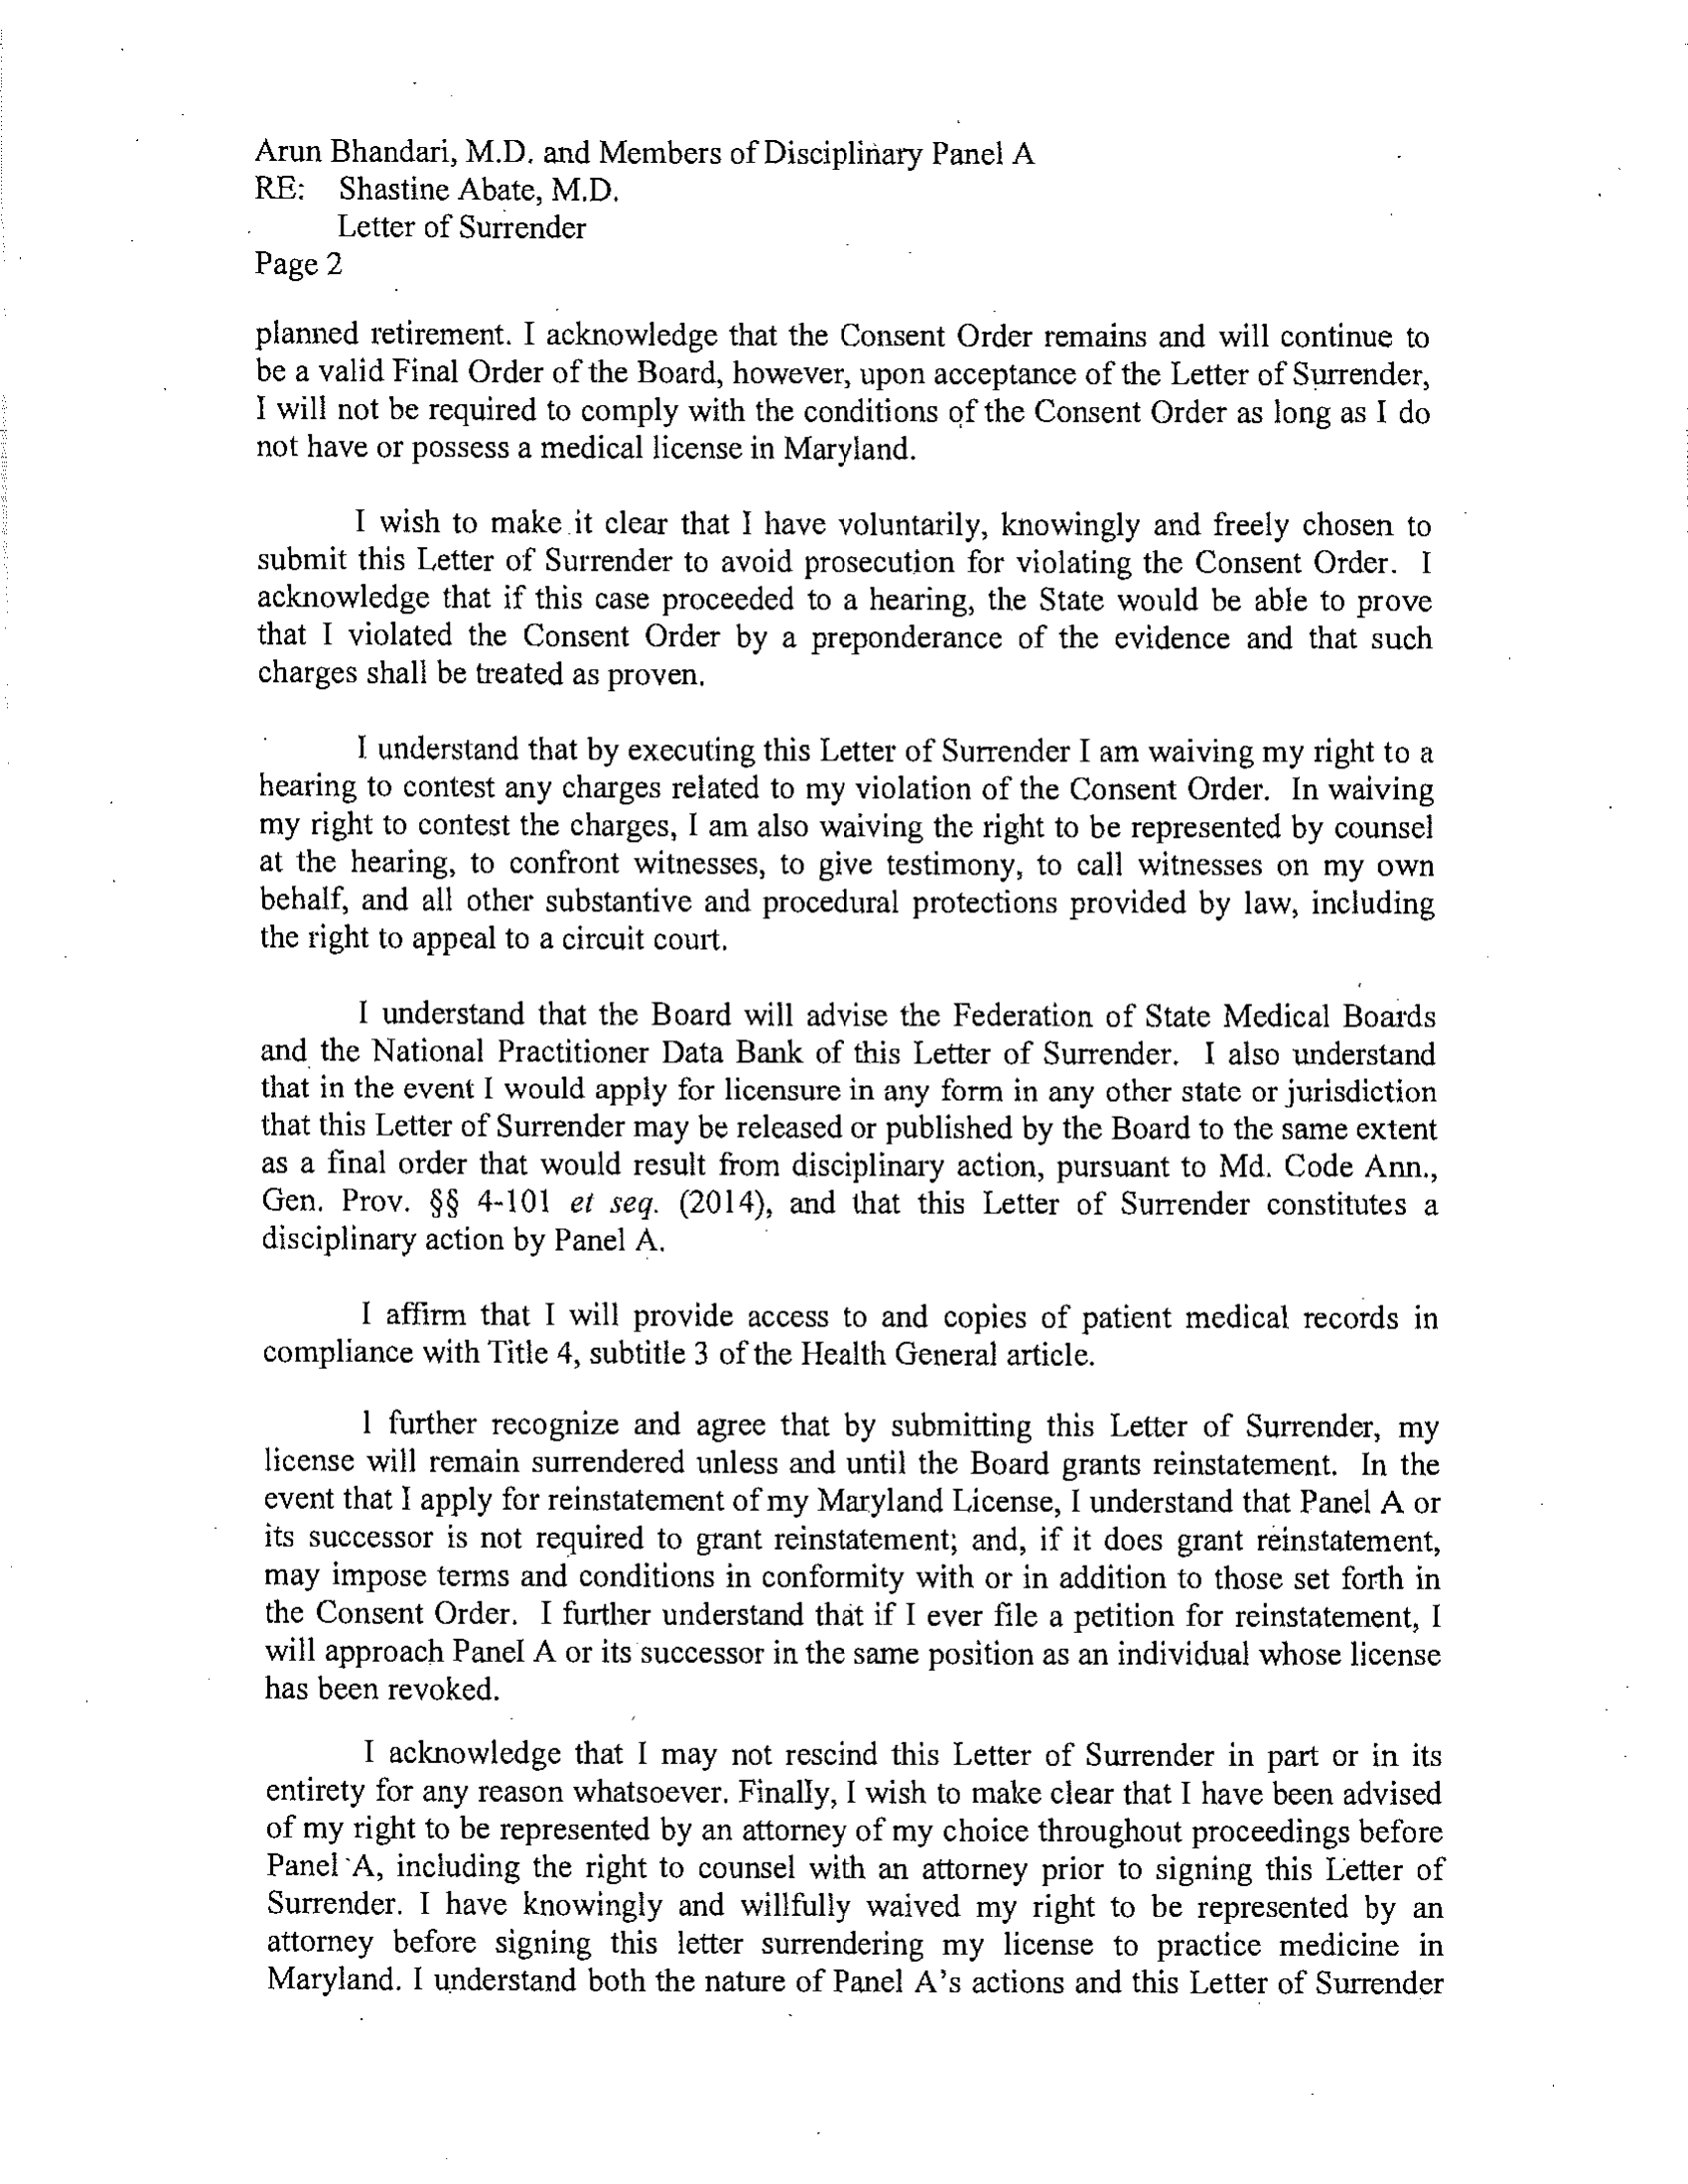 Arun Bhandari, M.D. and Members of Disciplinary Panel A
RE: Shastine Abate, M.D.
Letter of Surrender
Page 2
planned retirement. I acknowledge that the Consent Order remains and will continue to
be a valid Final Order of the Board, however, upon acceptance of the Letter of Surrender,
I will not be required to comply with the conditions of the Consent Order as long as I do
not have or possess a medical license in Maryland.
I wish to make it clear that I have voluntarily, knowingly and freely chosen to
submit this Letter of Surrender to avoid prosecution for violating the Consent Order. I
acknowledge that if this case proceeded to a hearing, the State would be able to prove
that I violated the Consent Order by a preponderance of the evidence and that such
charges shall be treated as proven.
I understand that by executing this Letter of Surrender I am waiving my right to a
hearing to contest any charges related to my violation of the Consent Order. In waiving
my right to contest the charges, I am also waiving the right to be represented by counsel
at the hearing, to confront witnesses, to give testimony, to call witnesses on my own
behalf, and all other substantive and procedural protections provided by law, including
the right to appeal to a circuit court.
I understand that the Board will advise the Federation of State Medical Boards
and the National Practitioner Data Bank of this Letter of Surrender. I also understand
that in the event I would apply for licensure in any form in any other state or jurisdiction
that this Letter of Surrender may be released or published by the Board to the same extent
as a final order that would result from disciplinary action, pursuant to Md. Code Ann.,
Gen. Prov. §§ 4-101 et seq. (2014), and that this Letter of Surrender constitutes a
disciplinary action by Panel A.
I affirm that I will provide access to and copies of patient medical records in
compliance with Title 4, subtitle 3 of the Health General article.
I further recognize and agree that by submitting this Letter of Surrender, my
license will remain surrendered unless and until the Board grants reinstatement. In the
event that I apply for reinstatement of my Maryland License, I understand that Panel A or
its successor is not required to grant reinstatement; and, if it does grant reinstatement,
may impose terms and conditions in conformity with or in addition to those set forth in
the Consent Order. I further understand that if I ever file a petition for reinstatement, I
will approach Panel A or its successor in the same position as an individual whose license
has been revoked.
I acknowledge that I may not rescind this Letter of Surrender in part or in its
entirety for any reason whatsoever. Finally, I wish to make clear that I have been advised
of my right to be represented by an attorney of my choice throughout proceedings before
Panel A, including the right to counsel with an attorney prior to signing this Letter of
Surrender. I have knowingly and willfully waived my right to be represented by an
attorney before signing this letter surrendering my license to practice medicine in
Maryland. I understand both the nature of Panel A's actions and this Letter of Surrender